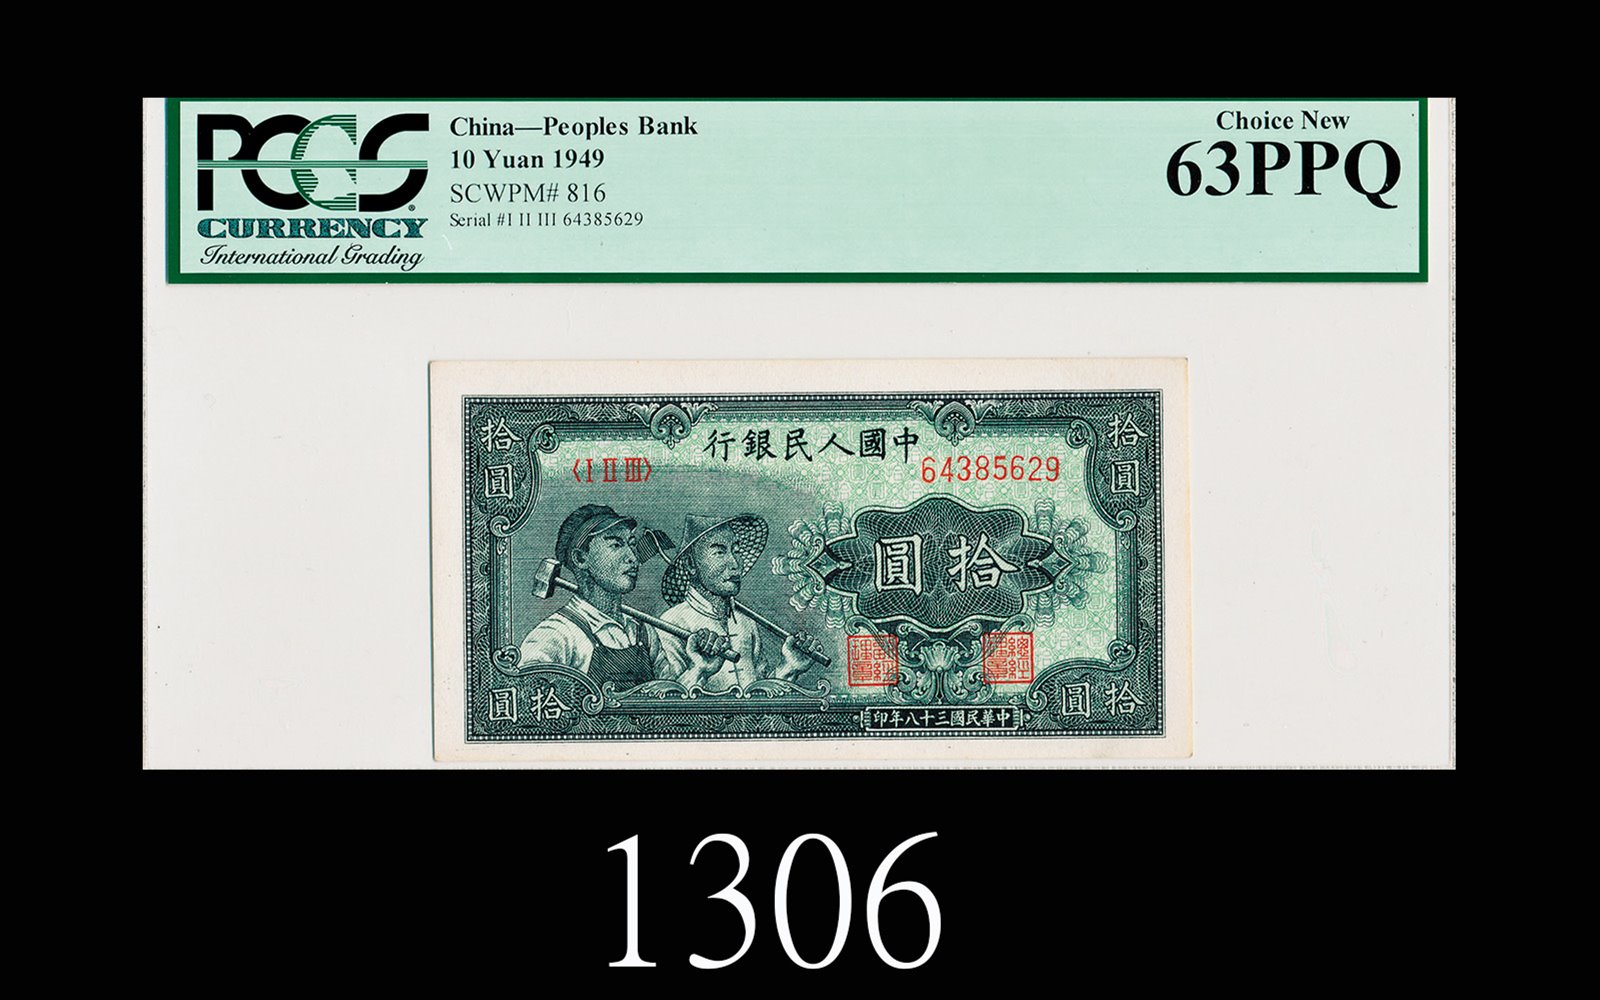 PCGS
CURRENCY
International Grading
China—Peoples Bank
10 Yuan 1949
SCWPM# 816
Serial #I II III 64385629
Choice New
63PPQ
行銀民人國中
〈I II III〉
64385629
拾圓
拾圓
圓拾
圓拾
圓拾
印年八十三國民華中
1306